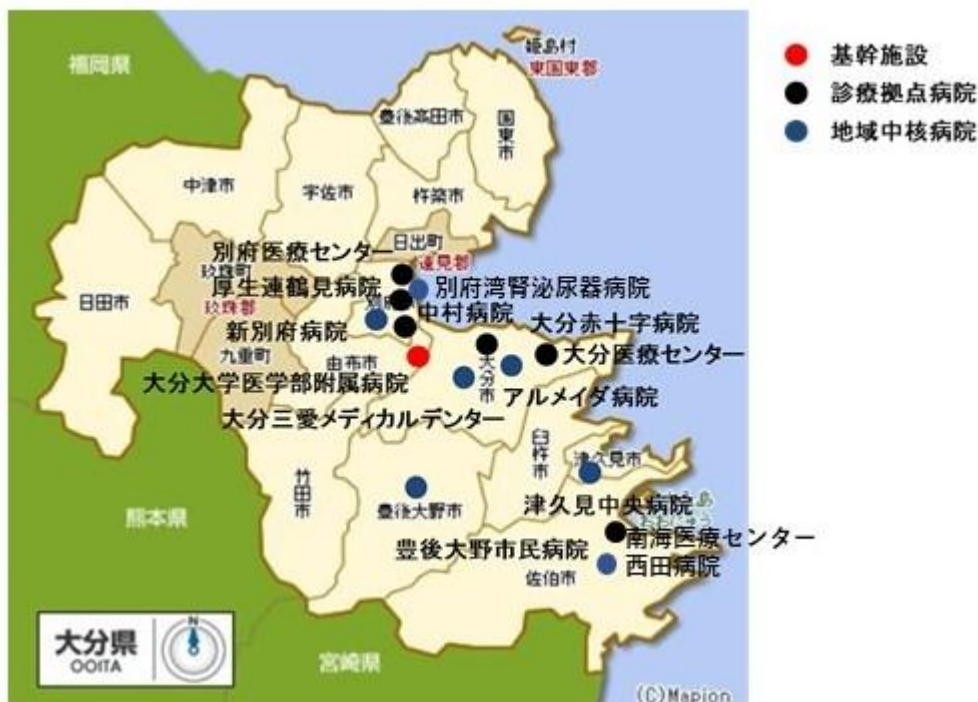 姫島村
東国東郡
福岡県
豊後高田市
国東市
中津市
宇佐市
杵築市
日出町
速見郡
別府医療センター
玖珠町
厚生連鶴見病院
別府湾腎泌尿器病院
日田市
玖珠郡
中村病院
新別府病院
大分赤十字病院
九重町
由布市
大分医療センター
大分市
大分大学医学部附属病院
アルメイダ病院
大分三愛メディカルデンター
臼杵市
津久見市
竹田市
豊後大野市
津久見中央病院
島
熊本県
南海医療センター
豊後大野市民病院
西田病院
佐伯市
大分県
OOITA
N
宮崎県
(C)Mapion
基幹施設
診療拠点病院
地域中核病院